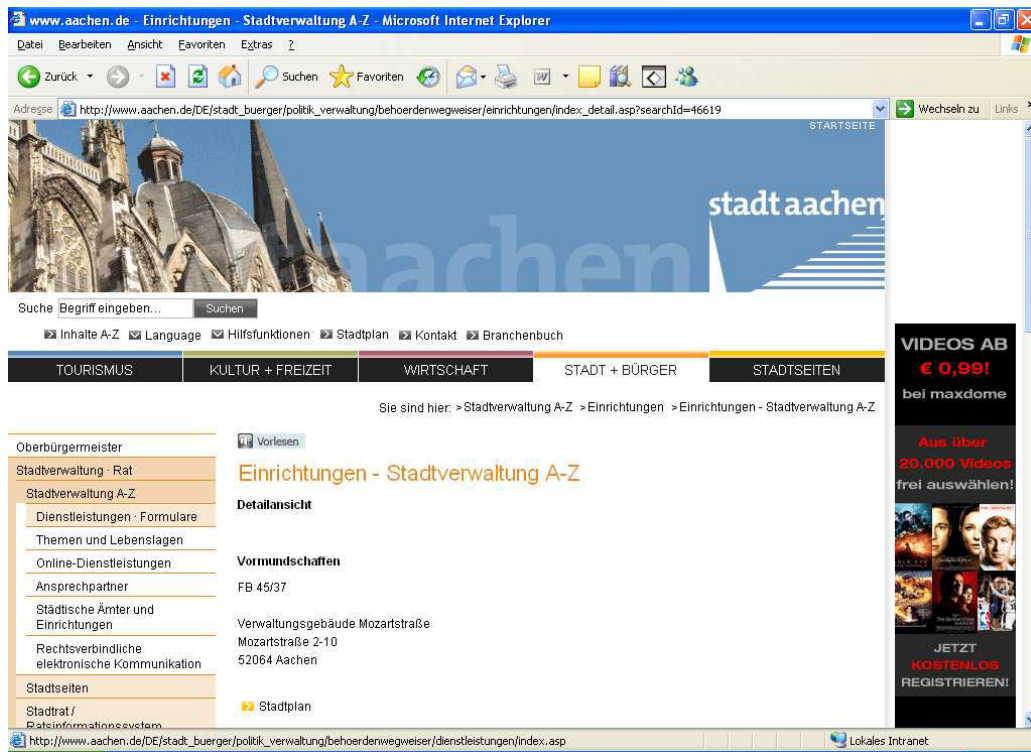 www.aachen.de - Einrichtungen - Stadtverwaltung A-Z - Microsoft Internet Explorer
Datei Bearbeiten Ansicht Favoriten Extras ?
Zurück Suchen Favoriten
Adresse http://www.aachen.de/DE/stadt_buerger/politik_verwaltung/behoerdenwegweiser/einrichtungen/index_detail.asp?searchId=46619 Wechseln zu Links
STARTSEITE
stadt aachen
aachen
Suche Begriff eingeben... Suchen
Inhalte A-Z Language Hilfsfunktionen Stadtplan Kontakt Branchenbuch
TOURISMUS KULTUR + FREIZEIT WIRTSCHAFT STADT + BÜRGER STADTSEITEN
Sie sind hier: >Stadtverwaltung A-Z >Einrichtungen >Einrichtungen - Stadtverwaltung A-Z
Oberbürgermeister
Stadtverwaltung · Rat
Stadtverwaltung A-Z
Dienstleistungen · Formulare
Themen und Lebenslagen
Online-Dienstleistungen
Ansprechpartner
Städtische Ämter und
Einrichtungen
Rechtsverbindliche
elektronische Kommunikation
Stadtseiten
Stadtrat /
Ratsinformationssystem
Vorlesen
Einrichtungen - Stadtverwaltung A-Z
Detailansicht
Vormundschaften
FB 45/37
Verwaltungsgebäude Mozartstraße
Mozartstraße 2-10
52064 Aachen
Stadtplan
VIDEOS AB
€ 0,99!
bei maxdome
Aus über
20.000 Videos
frei auswählen!
JETZT
KOSTENLOS
REGISTRIEREN!
http://www.aachen.de/DE/stadt_buerger/politik_verwaltung/behoerdenwegweiser/dienstleistungen/index.asp Lokales Intranet